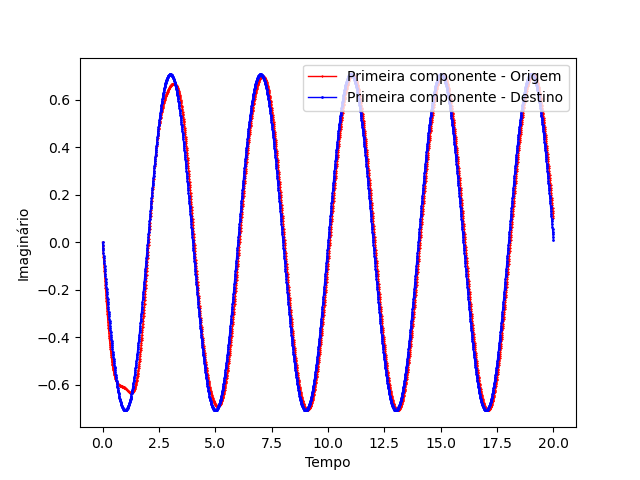 Primeira componente - Origem
Primeira componente - Destino
0.6
0.4
0.2
0.0
−0.2
−0.4
−0.6
Imaginário
0.0 2.5 5.0 7.5 10.0 12.5 15.0 17.5 20.0
Tempo